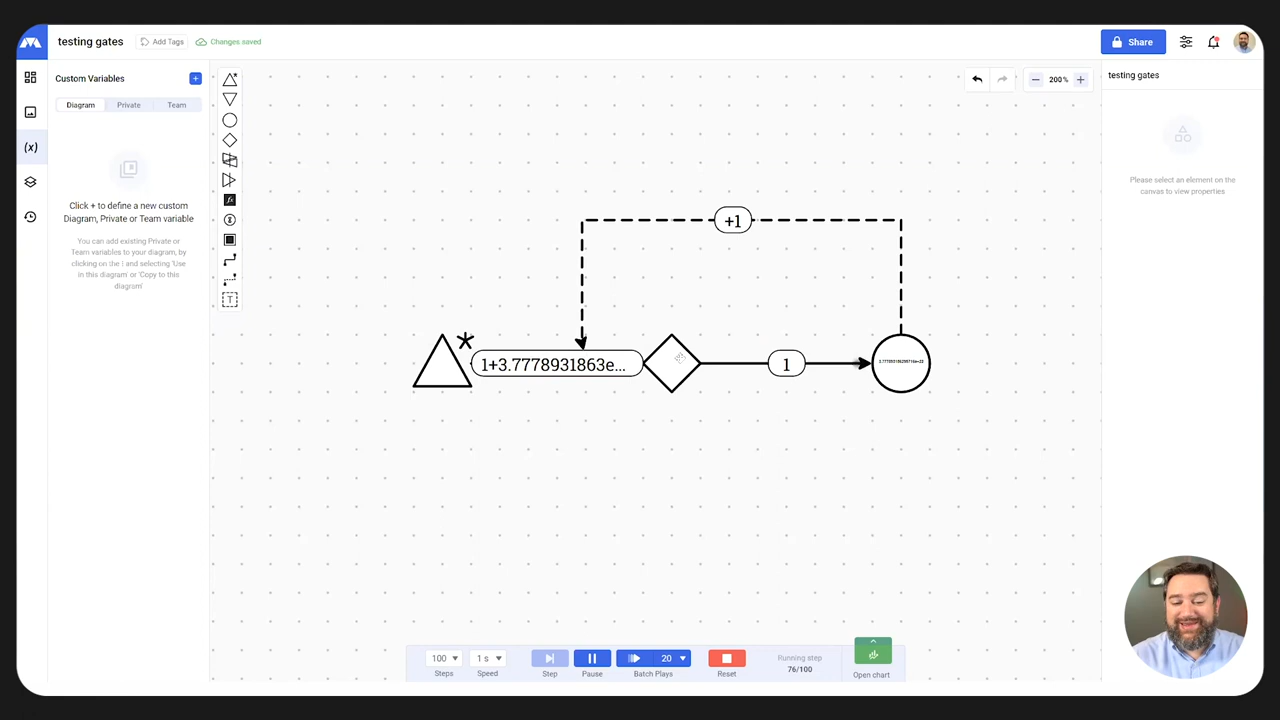 testing gates
Add Tags
Changes saved
Share
Custom Variables
+
Diagram
Private
Team
(x)
Click + to define a new custom
Diagram, Private or Team variable
You can add existing Private or
Team variables to your diagram, by
clicking on the ⁝ and selecting 'Use
in this diagram' or 'Copy to this
diagram'
fx
T
200%
testing gates
Please select an element on the
canvas to view properties
+1
*
1+3.7778931863e...
1
100
Steps
1 s
Speed
Step
Pause
20
Batch Plays
Reset
Running step
76/100
Open chart